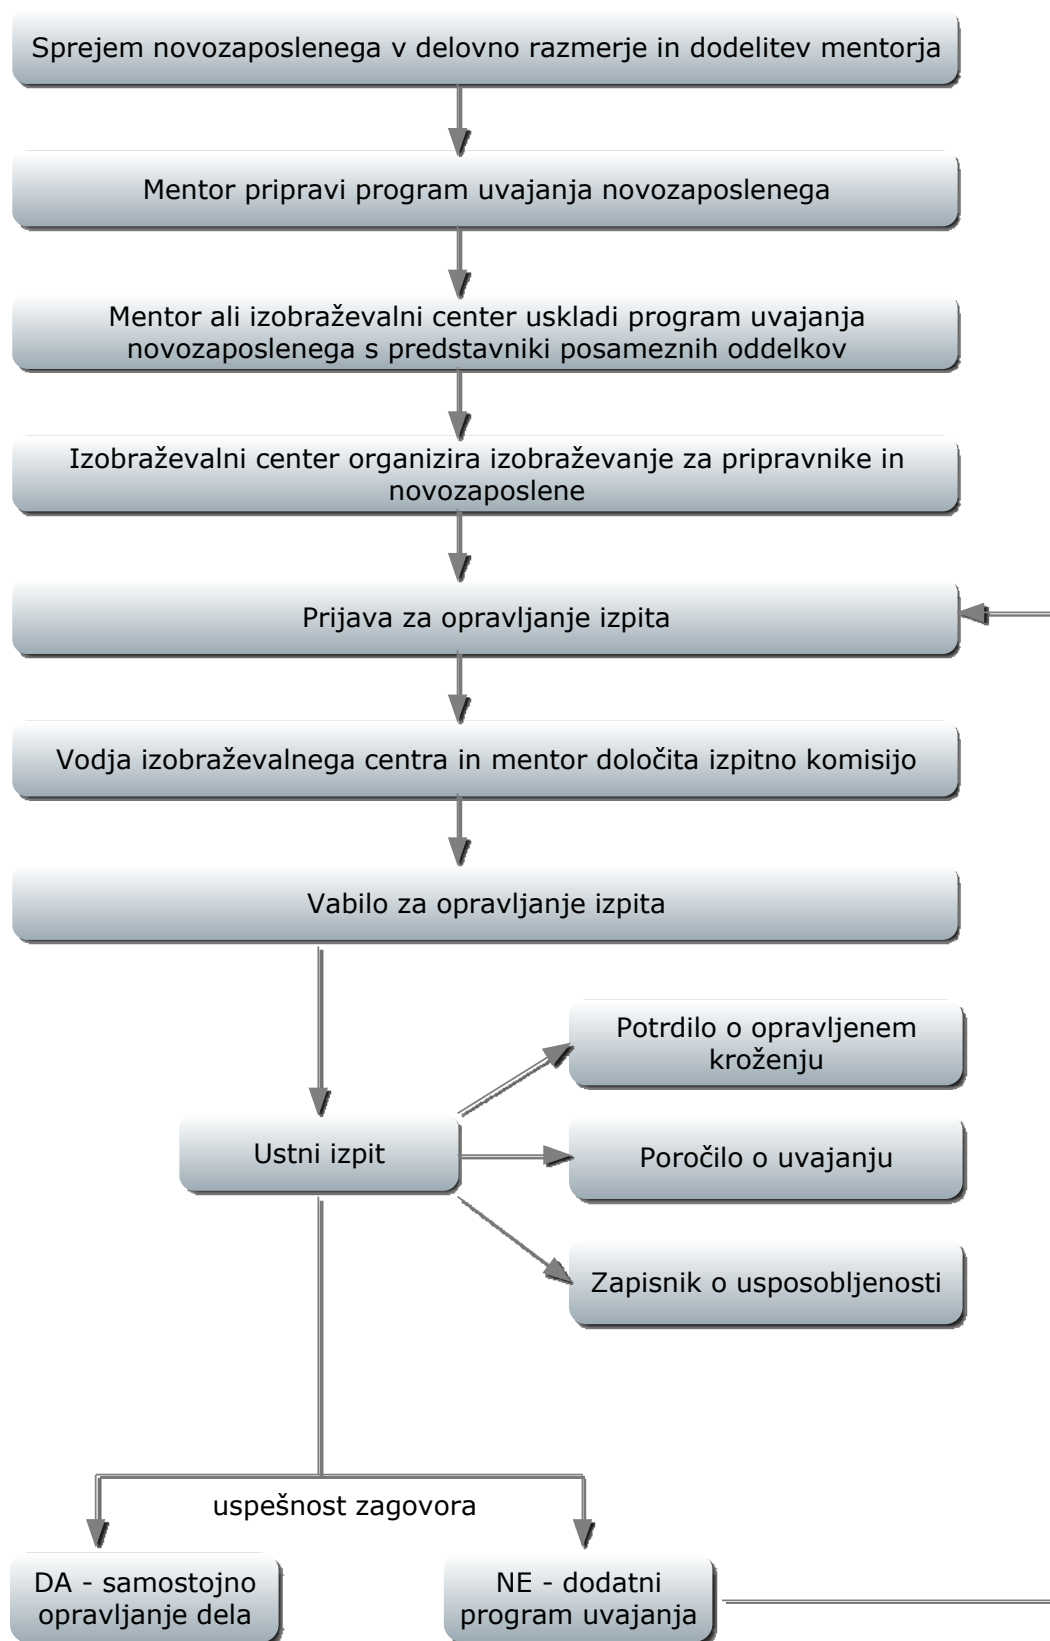 Sprejem novozaposlenega v delovno razmerje in dodelitev mentorja
Mentor pripravi program uvajanja novozaposlenega
Mentor ali izobraževalni center uskladi program uvajanja
novozaposlenega s predstavniki posameznih oddelkov
Izobraževalni center organizira izobraževanje za pripravnike in
novozaposlene
Prijava za opravljanje izpita
Vodja izobraževalnega centra in mentor določita izpitno komisijo
Vabilo za opravljanje izpita
Potrdilo o opravljenem
kroženju
Ustni izpit
Poročilo o uvajanju
Zapisnik o usposobljenosti
uspešnost zagovora
DA - samostojno
opravljanje dela
NE - dodatni
program uvajanja